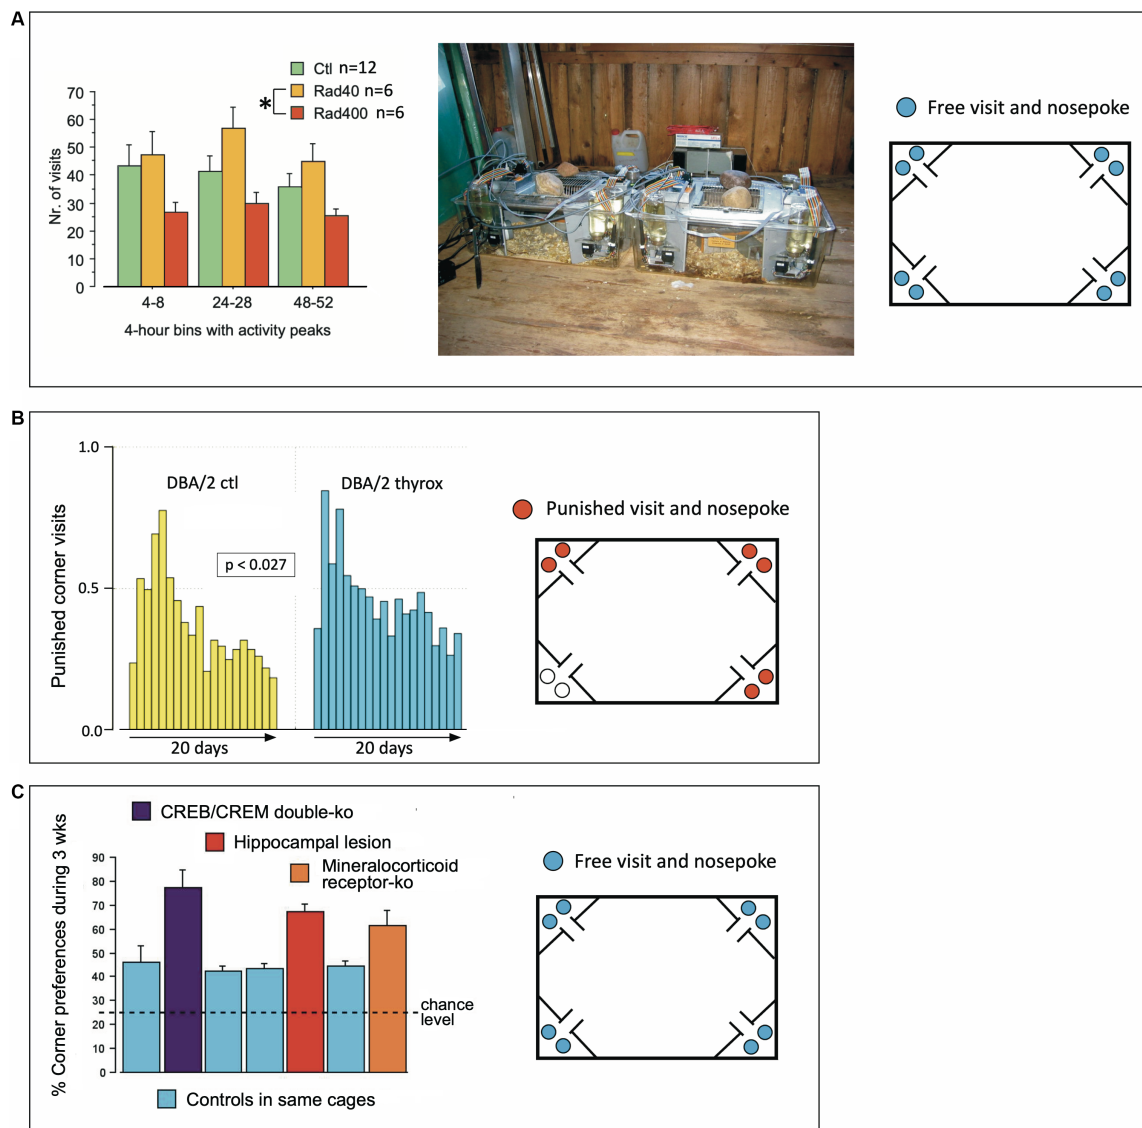 A
Ctl n=12
Rad40 n=6
*
Rad400 n=6
70
60
50
40
30
20
10
0
Nr. of visits
4-8 24-28 48-52
4-hour bins with activity peaks
Free visit and nosepoke
B
1.0
0.5
0.0
Punished corner visits
DBA/2 ctl
DBA/2 thyrox
p < 0.027
20 days
20 days
Punished visit and nosepoke
C
CREB/CREM double-ko
Hippocampal lesion
Mineralocorticoid
receptor-ko
% Corner preferences during 3 wks
90
80
70
60
50
40
30
20
10
0
chance
level
Controls in same cages
Free visit and nosepoke